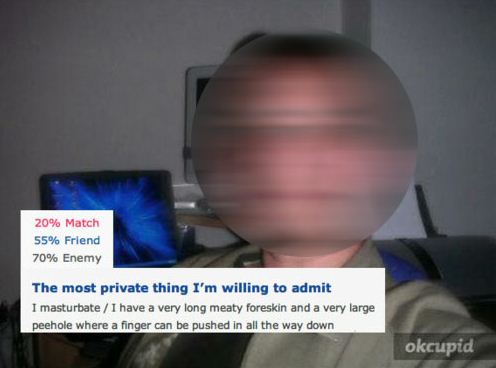 20% Match
55% Friend
70% Enemy
The most private thing I'm willing to admit
I masturbate / I have a very long meaty foreskin and a very large
peehole where a finger can be pushed in all the way down
okcupid